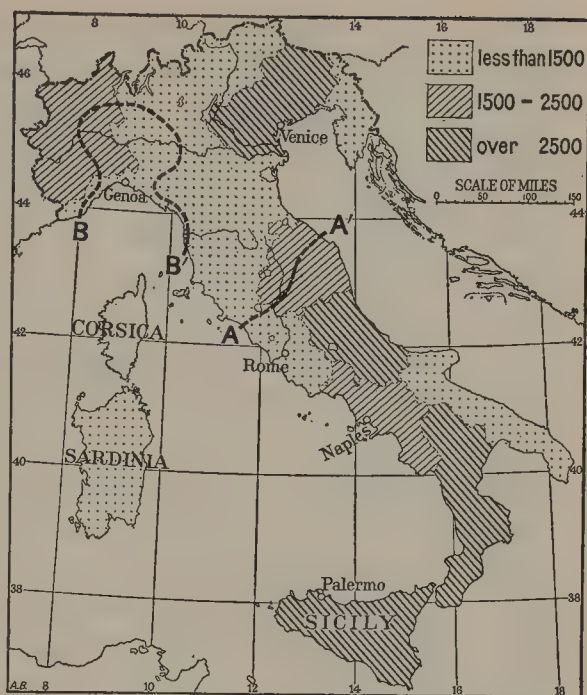 8 10 14 16
less than 1500
1500 - 2500
over 2500
SCALE OF MILES
0 50 100 150
46
Venice
44
Genoa
44
B
B
A'
A
CORSICA
42
42
Rome
Naples
SARDINIA
40
40
38
Palermo
38
SICILY
A.B. 8 10 12 14 16 18